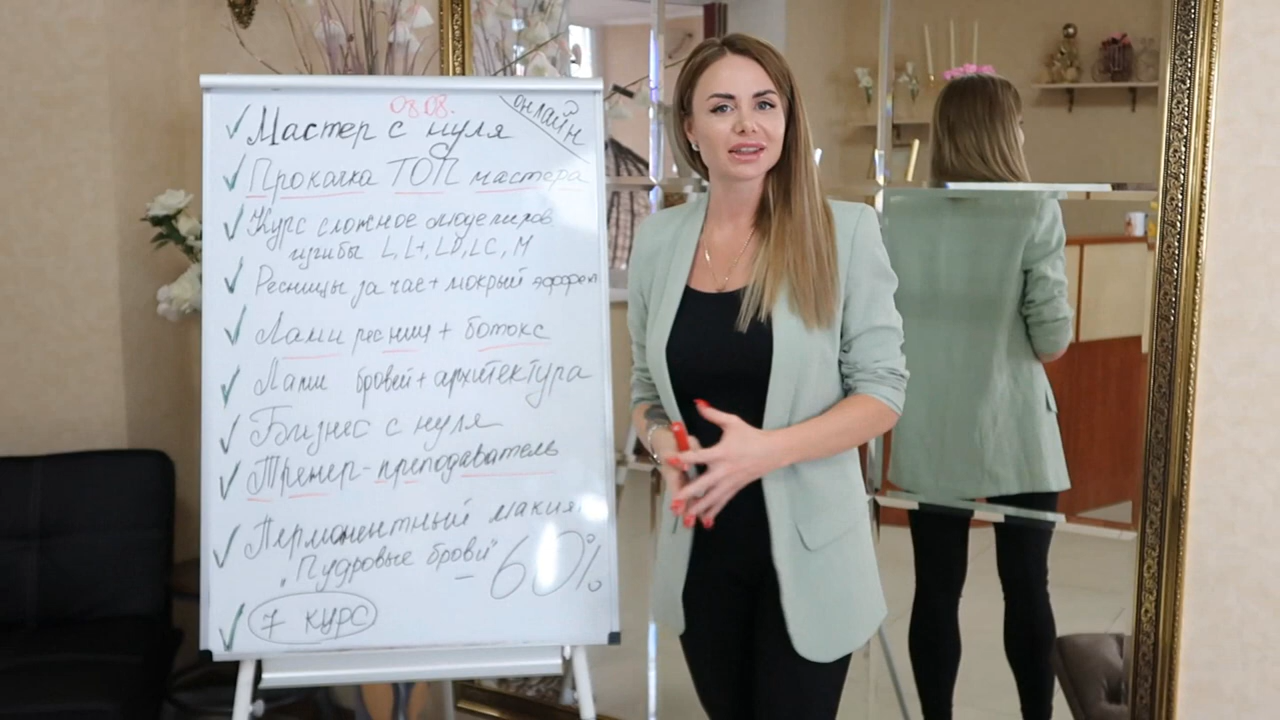 08.08.
онлайн
Мастер с нуля
Прокачка ТОП мастера
Курс сложное моделиров
изгибы L, L+, LD, LC, M
Ресницы за час + мокрый эффект
Лами ресниц + ботокс
Лами бровей + архитектура
Бизнес с нуля
Тренер-преподаватель
Перманентный макия
"Пудровые брови"
-60%
7 курс